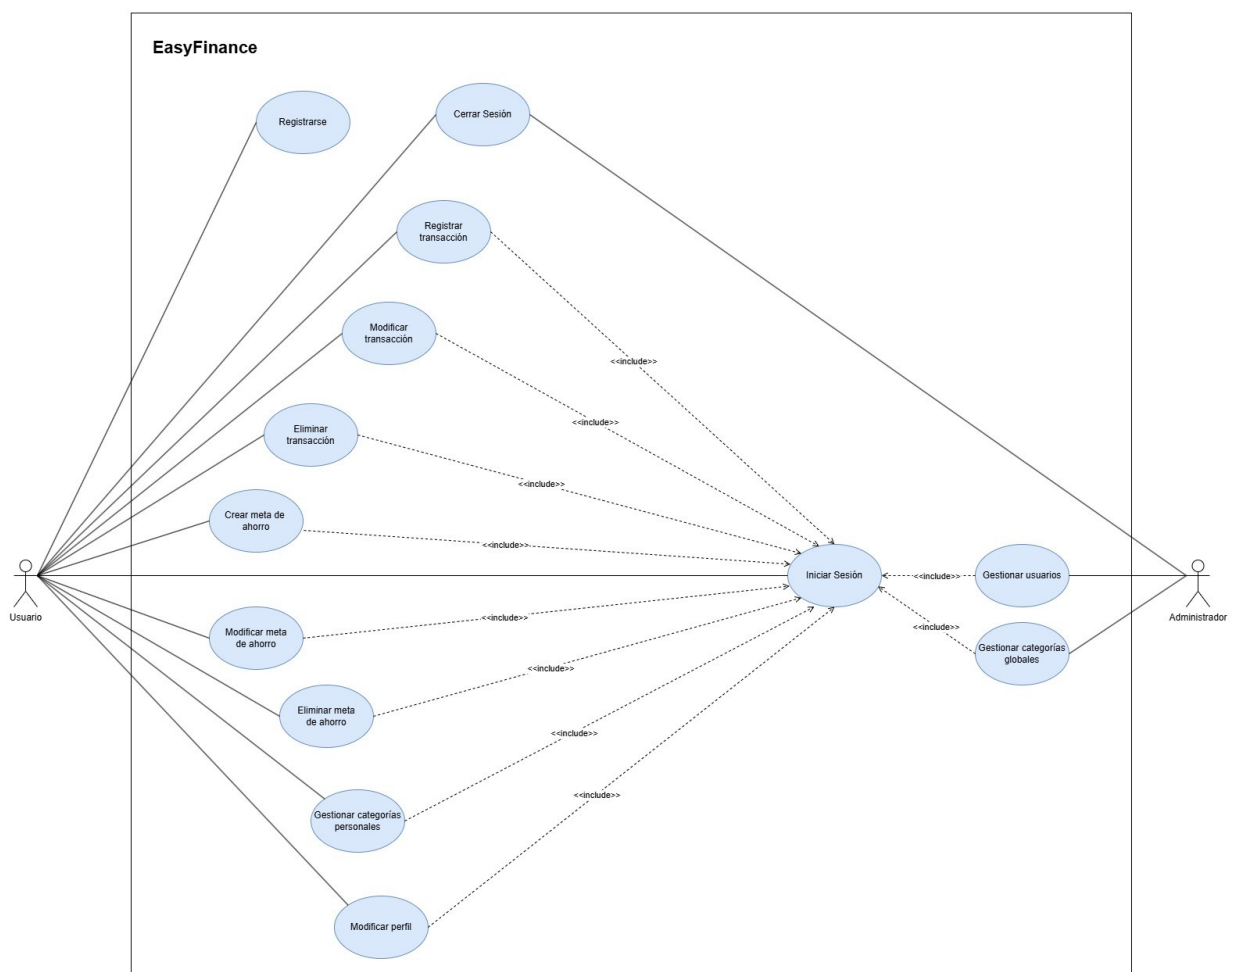 EasyFinance
Registrarse
Cerrar Sesión
Registrar
transacción
Modificar
transacción
<<include>>
<<include>>
Eliminar
transacción
<<include>>
Crear meta de
ahorro
<<include>>
Usuario
Iniciar Sesión
<<include>>
Gestionar usuarios
Administrador
Modificar meta
de ahorro
<<include>>
<<include>>
Gestionar categorías
globales
<<include>>
Eliminar meta
de ahorro
<<include>>
<<include>>
Gestionar categorías
personales
Modificar perfil